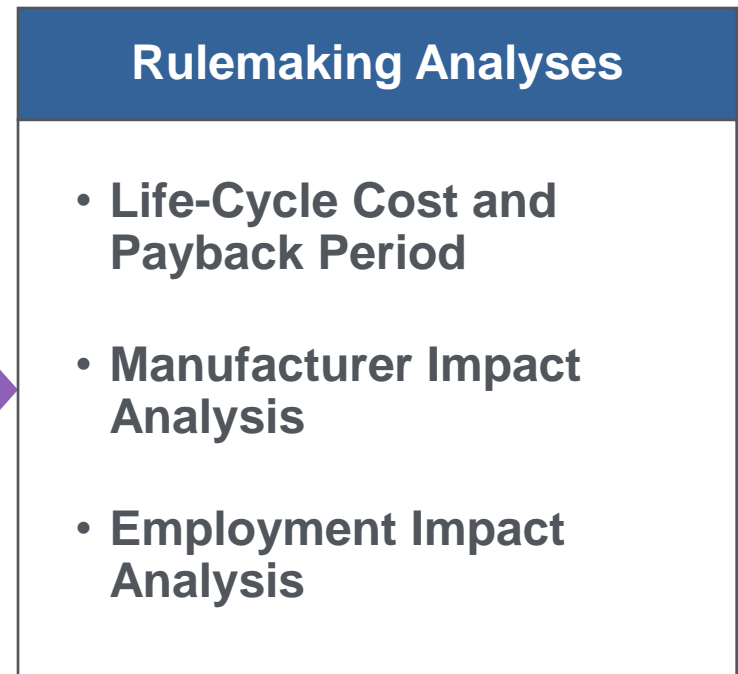 Rulemaking Analyses
• Life-Cycle Cost and
Payback Period
• Manufacturer Impact
Analysis
• Employment Impact
Analysis